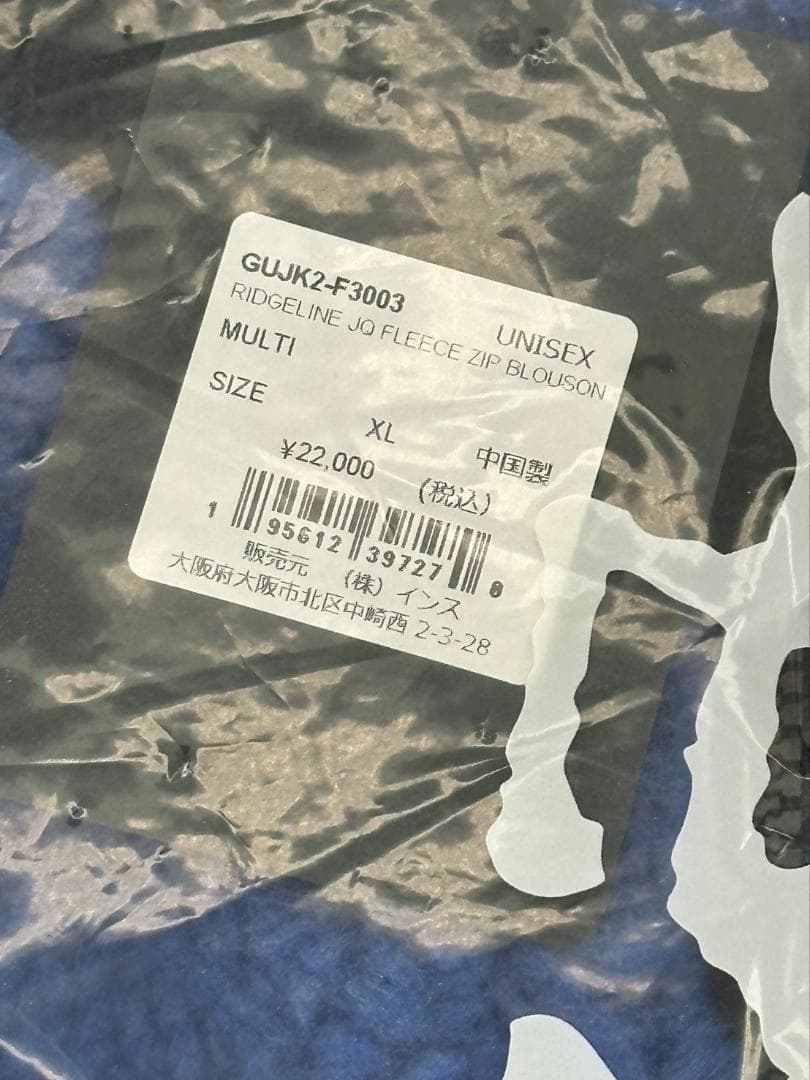 GUJK2-F3003
UNISEX
RIDGELINE JQ FLEECE ZIP BLOUSON
MULTI
SIZE
XL
中国製
¥22,000
(税込)
1 95612 39727 8
販売元 (株) インス
大阪府大阪市北区中崎西 2-3-28